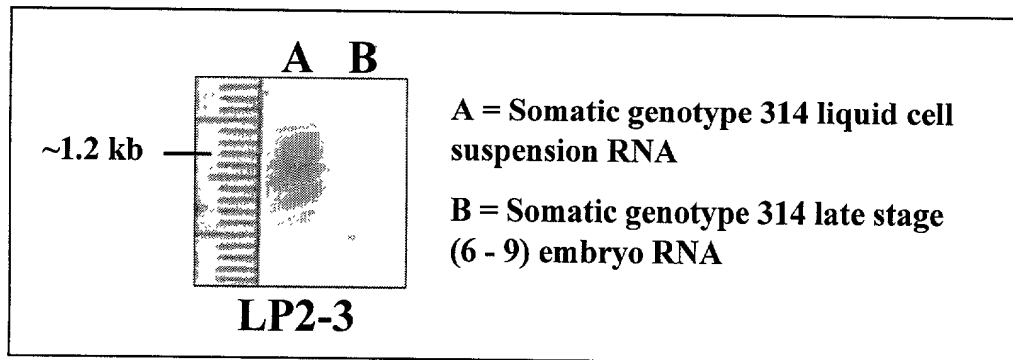 A B
~1.2 kb
A = Somatic genotype 314 liquid cell
suspension RNA
B = Somatic genotype 314 late stage
(6 - 9) embryo RNA
LP2-3